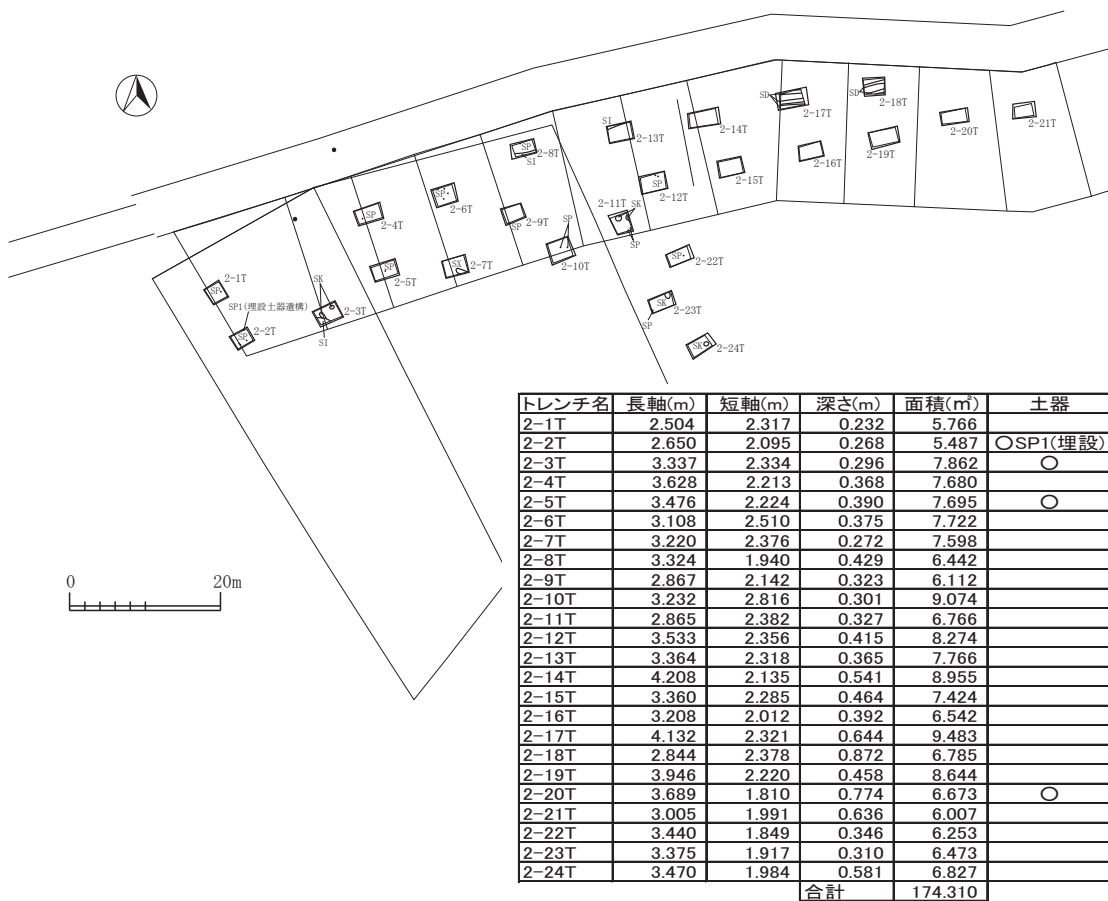 SD
2-17T
SD
2-18T
2-14T
2-20T
2-21T
SI
2-13T
2-19T
SP
2-8T
SI
2-16T
2-15T
SP
2-12T
SP
2-6T
2-11T
SK
SP
2-9T
SP
SP
2-4T
SP
SP
2-10T
SP
2-22T
SP
2-5T
SX
2-7T
2-1T
SP
SK
SP1(埋設土器遺構)
2-3T
SK
2-23T
SP
SP
2-2T
SI
SK
2-24T
0 20m
トレンチ名 長軸(m) 短軸(m) 深さ(m) 面積(㎡) 土器
2-1T 2.504 2.317 0.232 5.766
2-2T 2.650 2.095 0.268 5.487 ○SP1(埋設)
2-3T 3.337 2.334 0.296 7.862 ○
2-4T 3.628 2.213 0.368 7.680
2-5T 3.476 2.224 0.390 7.695 ○
2-6T 3.108 2.510 0.375 7.722
2-7T 3.220 2.376 0.272 7.598
2-8T 3.324 1.940 0.429 6.442
2-9T 2.867 2.142 0.323 6.112
2-10T 3.232 2.816 0.301 9.074
2-11T 2.865 2.382 0.327 6.766
2-12T 3.533 2.356 0.415 8.274
2-13T 3.364 2.318 0.365 7.766
2-14T 4.208 2.135 0.541 8.955
2-15T 3.360 2.285 0.464 7.424
2-16T 3.208 2.012 0.392 6.542
2-17T 4.132 2.321 0.644 9.483
2-18T 2.844 2.378 0.872 6.785
2-19T 3.946 2.220 0.458 8.644
2-20T 3.689 1.810 0.774 6.673 ○
2-21T 3.005 1.991 0.636 6.007
2-22T 3.440 1.849 0.346 6.253
2-23T 3.375 1.917 0.310 6.473
2-24T 3.470 1.984 0.581 6.827
合計 174.310